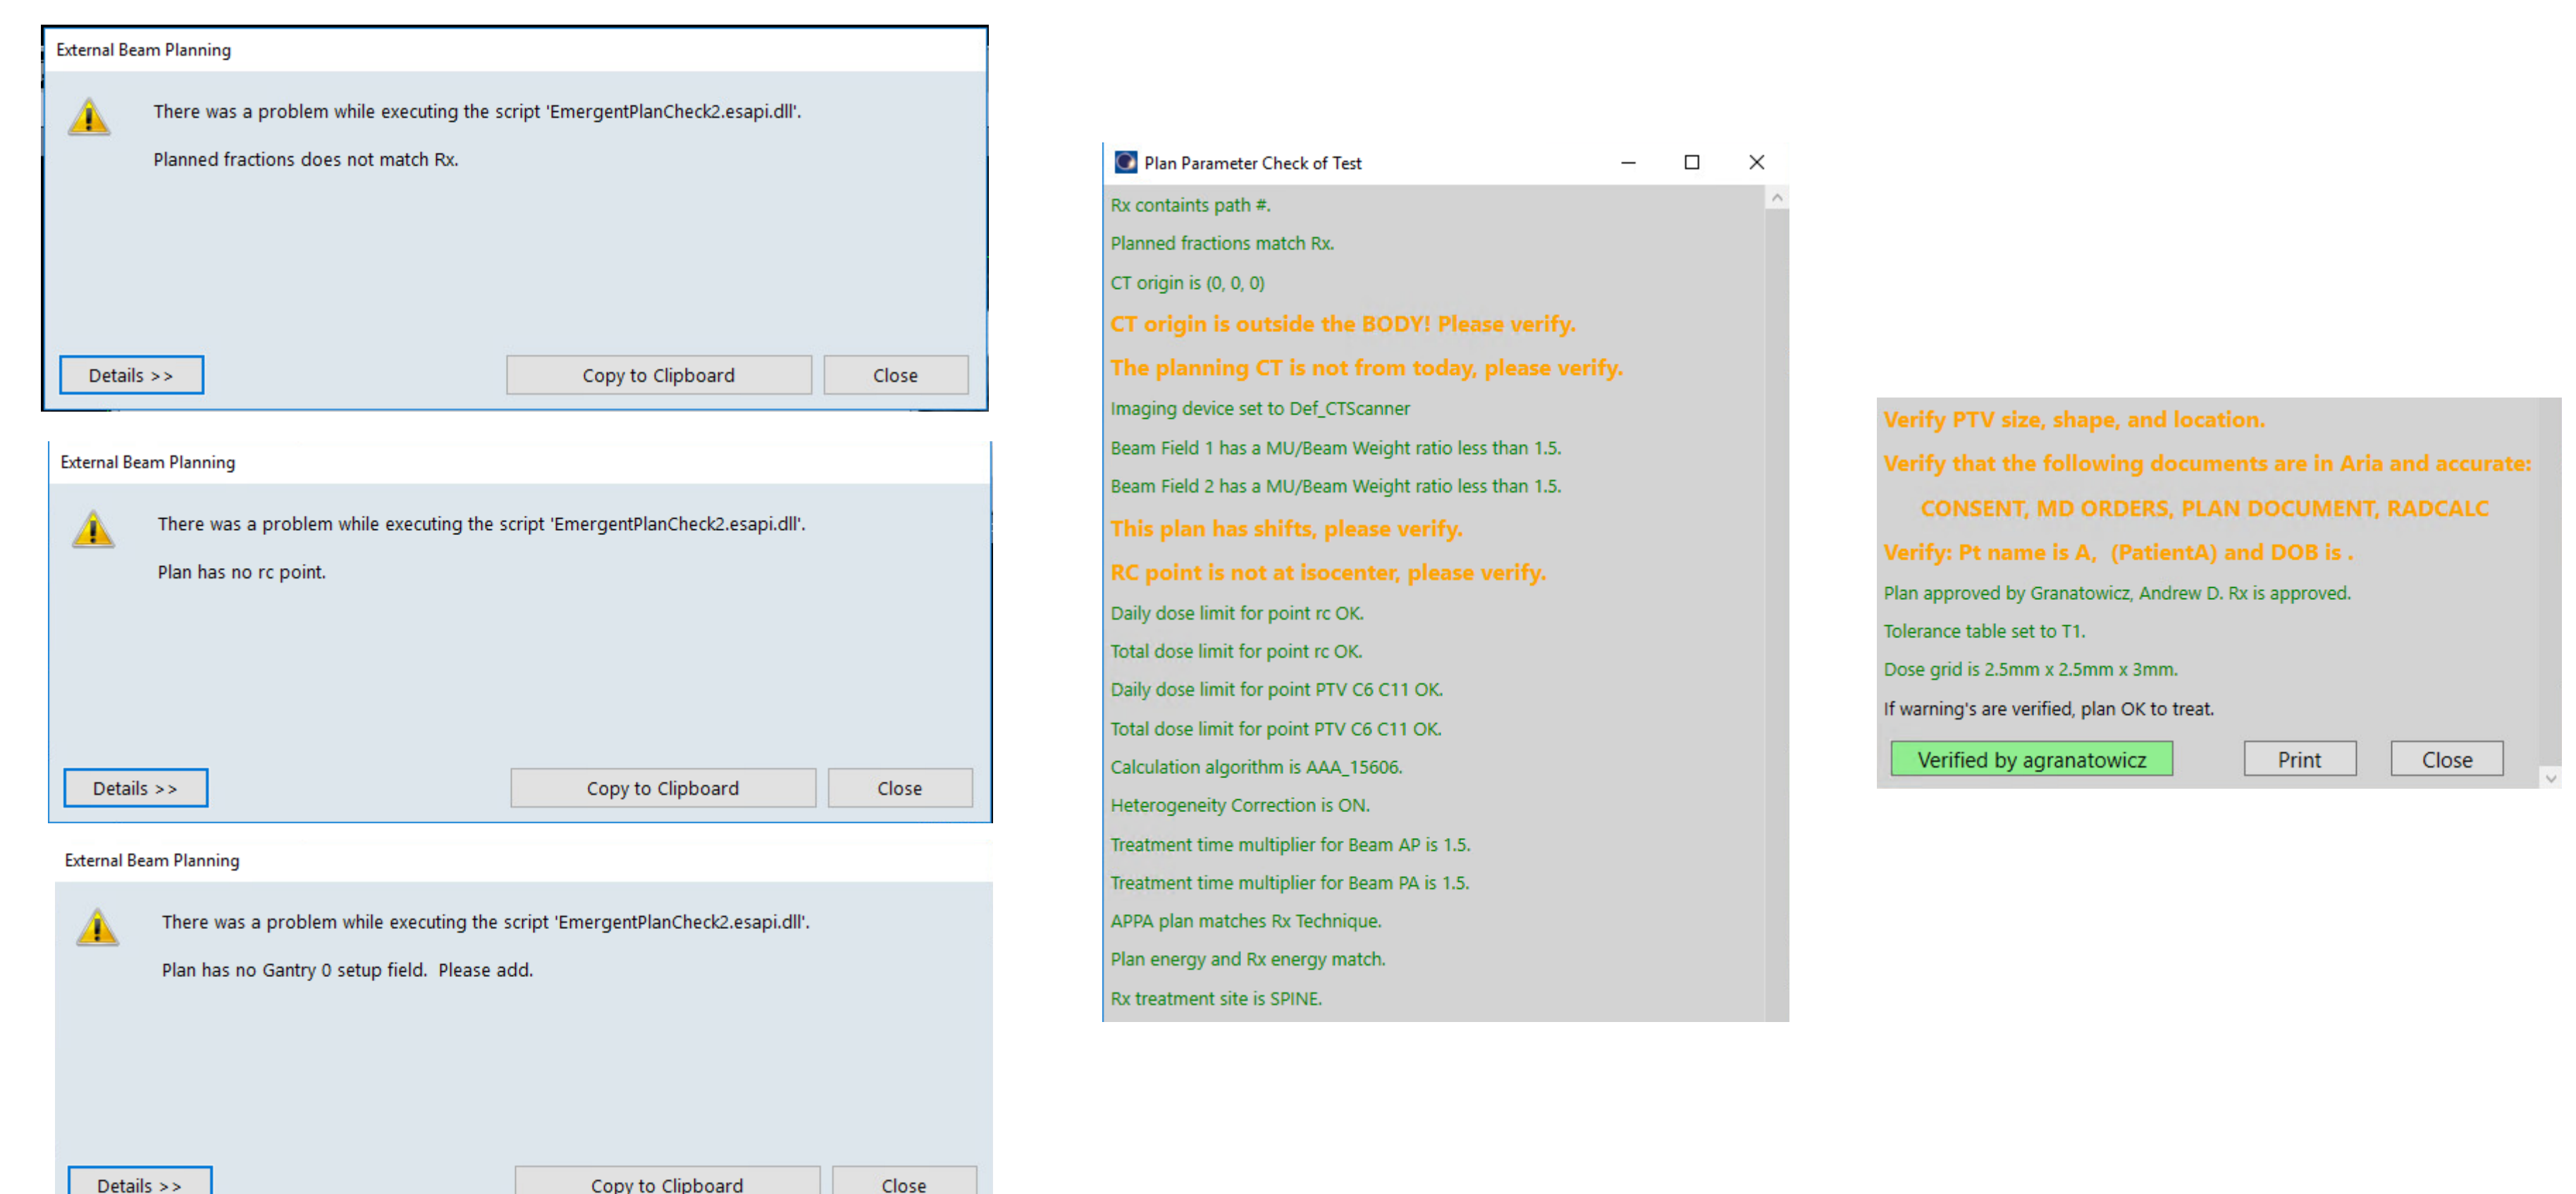 External Beam Planning
There was a problem while executing the script 'EmergentPlanCheck2.esapi.dll'.
Planned fractions does not match Rx.
Details >>
Copy to Clipboard
Close
External Beam Planning
There was a problem while executing the script 'EmergentPlanCheck2.esapi.dll'.
Plan has no rc point.
Details >>
Copy to Clipboard
Close
External Beam Planning
There was a problem while executing the script 'EmergentPlanCheck2.esapi.dll'.
Plan has no Gantry 0 setup field.  Please add.
Details >>
Copy to Clipboard
Close
Plan Parameter Check of Test
Rx containts path #.
Planned fractions match Rx.
CT origin is (0, 0, 0)
CT origin is outside the BODY! Please verify.
The planning CT is not from today, please verify.
Imaging device set to Def_CTScanner
Beam Field 1 has a MU/Beam Weight ratio less than 1.5.
Beam Field 2 has a MU/Beam Weight ratio less than 1.5.
This plan has shifts, please verify.
RC point is not at isocenter, please verify.
Daily dose limit for point rc OK.
Total dose limit for point rc OK.
Daily dose limit for point PTV C6 C11 OK.
Total dose limit for point PTV C6 C11 OK.
Calculation algorithm is AAA_15606.
Heterogeneity Correction is ON.
Treatment time multiplier for Beam AP is 1.5.
Treatment time multiplier for Beam PA is 1.5.
APPA plan matches Rx Technique.
Plan energy and Rx energy match.
Rx treatment site is SPINE.
Verify PTV size, shape, and location.
Verify that the following documents are in Aria and accurate:
CONSENT, MD ORDERS, PLAN DOCUMENT, RADCALC
Verify: Pt name is A,  (PatientA) and DOB is .
Plan approved by Granatowicz, Andrew D. Rx is approved.
Tolerance table set to T1.
Dose grid is 2.5mm x 2.5mm x 3mm.
If warning's are verified, plan OK to treat.
Verified by agranatowicz
Print
Close